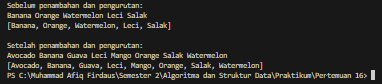 Sebelum penambahan dan pengurutan:
Banana Orange Watermelon Leci Salak
[Banana, Orange, Watermelon, Leci, Salak]
Setelah penambahan dan pengurutan:
Avocado Banana Guava Leci Mango Orange Salak Watermelon
[Avocado, Banana, Guava, Leci, Mango, Orange, Salak, Watermelon]
PS C:\Muhammad Afiq Firdaus\Semester 2\Algoritma dan Struktur Data\Praktikum\Pertemuan 16>